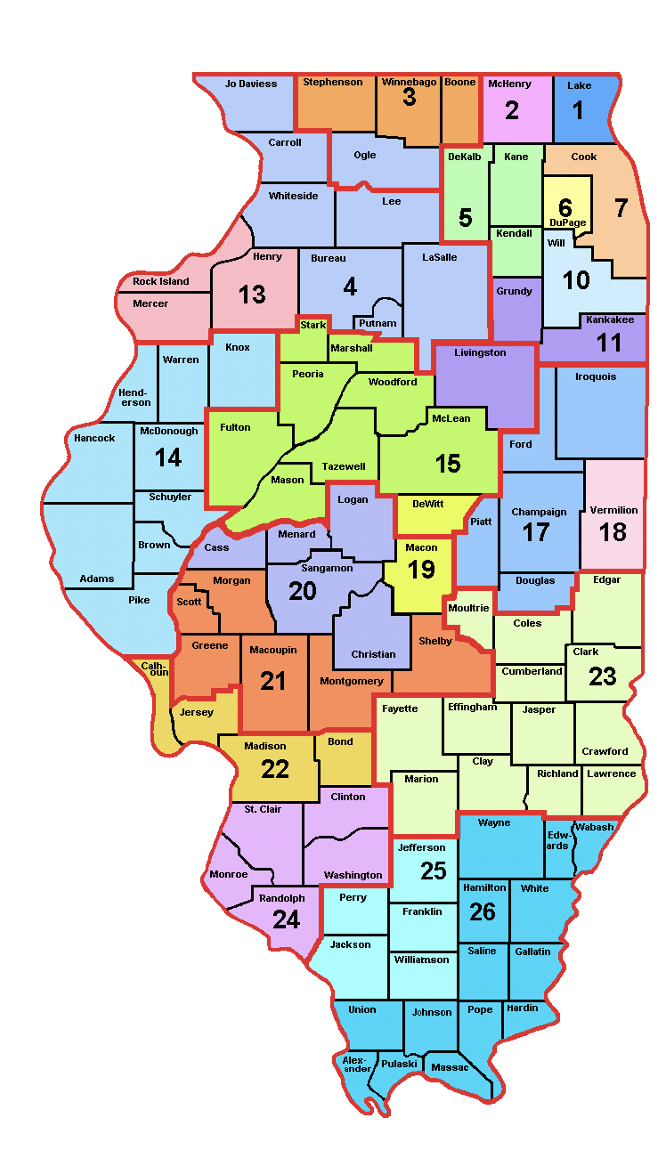 Jo Daviess
Stephenson
Winnebago
Boone
McHenry
Lake
3
2
1
Carroll
Ogle
DeKalb
Kane
Cook
Whiteside
Lee
5
6
7
DuPage
Kendall
Will
Henry
Bureau
LaSalle
Rock Island
13
4
10
Grundy
Mercer
Putnam
Kankakee
11
Stark
Marshall
Livingston
Knox
Warren
Peoria
Woodford
Iroquois
Hend-
erson
McLean
Fulton
Hancock
McDonough
Ford
14
15
Tazewell
Mason
Logan
Schuyler
DeWitt
Champaign
Vermilion
Piatt
17
18
Menard
Brown
Cass
Macon
Sangamon
19
Adams
Morgan
20
Douglas
Edgar
Pike
Scott
Moultrie
Coles
Greene
Macoupin
Shelby
Christian
Clark
Calh-
oun
21
Montgomery
Cumberland
23
Jersey
Fayette
Effingham
Jasper
Madison
Bond
Crawford
22
Clay
Marion
Richland
Lawrence
Clinton
St. Clair
Wayne
Wabash
Edw-
ards
Jefferson
Monroe
Washington
25
Randolph
Perry
Hamilton
White
24
Franklin
26
Jackson
Saline
Gallatin
Williamson
Union
Johnson
Pope
Hardin
Alex-
ander
Pulaski
Massac